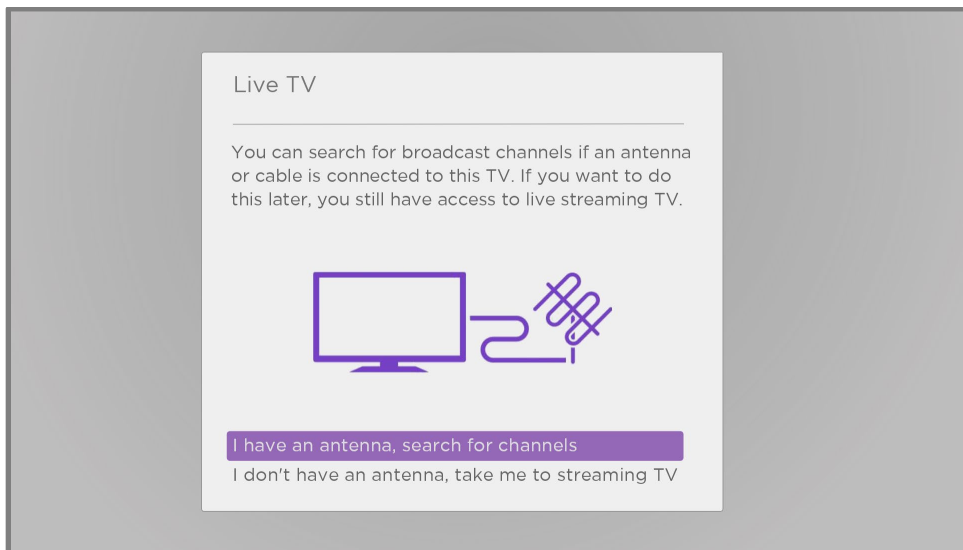 Live TV
You can search for broadcast channels if an antenna
or cable is connected to this TV. If you want to do
this later, you still have access to live streaming TV.
I have an antenna, search for channels
I don't have an antenna, take me to streaming TV